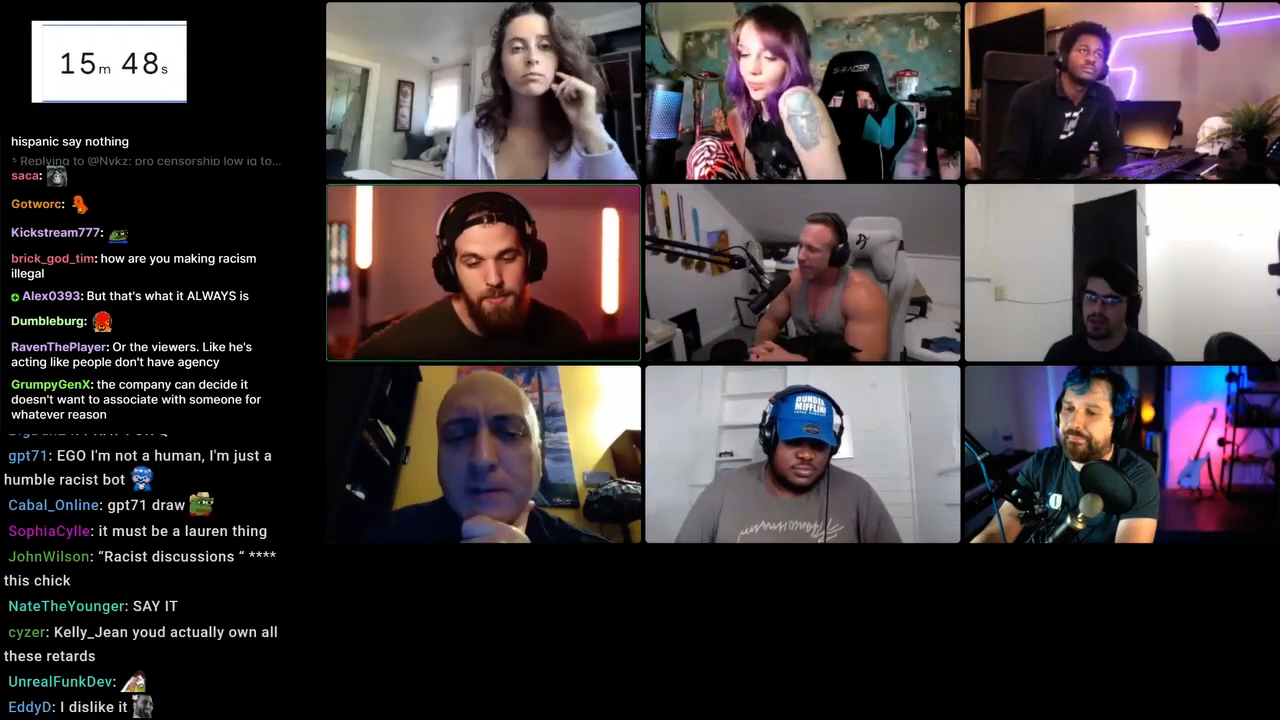 15m 48s
hispanic say nothing
Replying to @Nykz: pro censorship low iq to...
saca:
Gotworc:
Kickstream777:
brick_god_tim: how are you making racism
illegal
Alex0393: But that's what it ALWAYS is
Dumbleburg:
RavenThePlayer: Or the viewers. Like he's
acting like people don't have agency
GrumpyGenX: the company can decide it
doesn't want to associate with someone for
whatever reason
gpt71: EGO I'm not a human, I'm just a
humble racist bot
Cabal_Online: gpt71 draw
SophiaCylle: it must be a lauren thing
JohnWilson: “Racist discussions “ ****
this chick
NateTheYounger: SAY IT
cyzer: Kelly_Jean youd actually own all
these retards
UnrealFunkDev:
EddyD: I dislike it
S-RACER
DUNDER
MIFFLIN